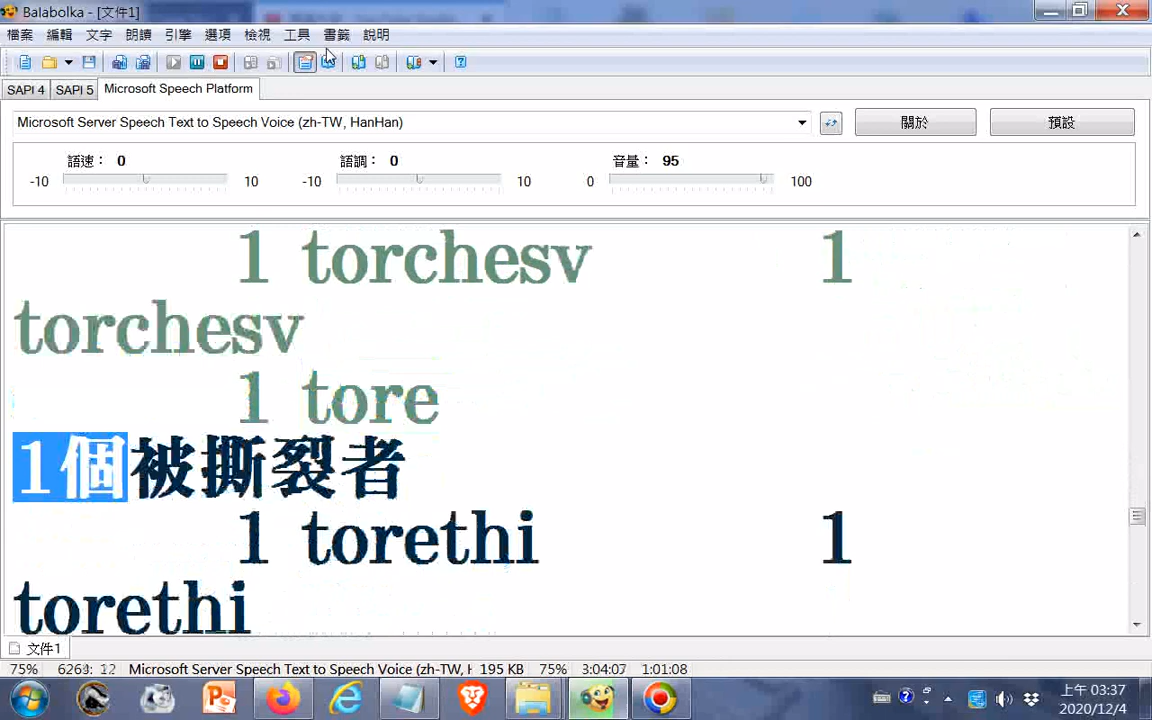 Balabolka - [文件1]
檔案 編輯 文字 朗讀 引擎 選項 檢視 工具 書籤 說明
SAPI 4 SAPI 5 Microsoft Speech Platform
Microsoft Server Speech Text to Speech Voice (zh-TW, HanHan) 關於 預設
語速： 0 語調： 0 音量： 95
-10 10 -10 10 0 100
1 torchesv 1
torchesv
1 tore
1個被撕裂者
1 torethi 1
torethi
文件1
75% Microsoft Server Speech Text to Speech Voice (zh-TW, H 195 KB 75% 3:04:07 1:01:08
上午 03:37
2020/12/4